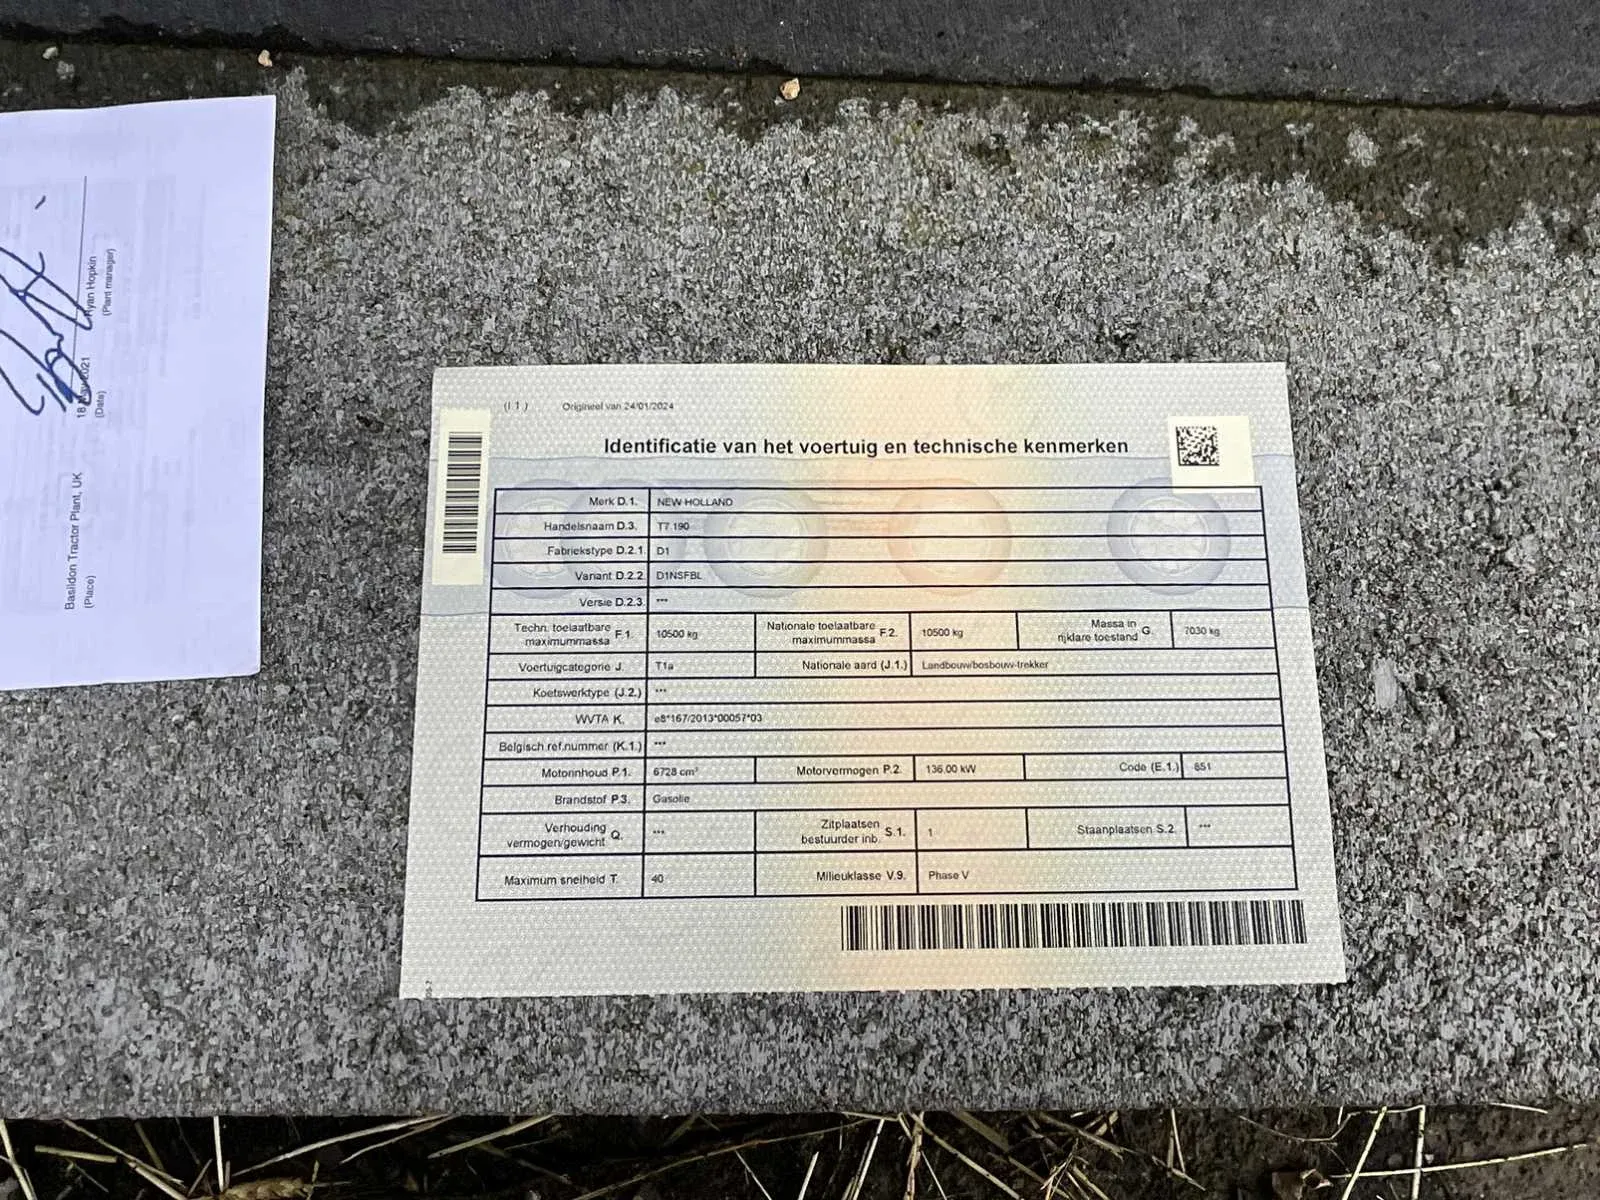 Basildon Tractor Plant, UK
(Place)
18
2021
(Date)
Ryan Hopkin
(Plant manager)
(I 1) Origineel van 24/01/2024
Identificatie van het voertuig en technische kenmerken
Merk D.1. NEW HOLLAND
Handelsnaam D.3. T7.190
Fabriekstype D.2.1. D1
Variant D.2.2. D1NSFBL
Versie D.2.3. ***
Techn. toelaatbare maximummassa F.1. 10500 kg Nationale toelaatbare maximummassa F.2. 10500 kg Massa in rijklare toestand G. 7030 kg
Voertuigcategorie J. T1a Nationale aard (J.1.) Landbouw/bosbouw-trekker
Koetswerktype (J.2.) ***
WVTA K. e8*167/2013*00057*03
Belgisch ref.nummer (K.1.) ***
Motorinhoud P.1. 6728 cm³ Motorvermogen P.2. 136.00 kW Code (E.1.) 851
Brandstof P.3. Gasolie
Verhouding vermogen/gewicht Q. *** Zitplaatsen bestuurder inb. S.1. 1 Staanplaatsen S.2. ***
Maximum snelheid T. 40 Milieuklasse V.9. Phase V